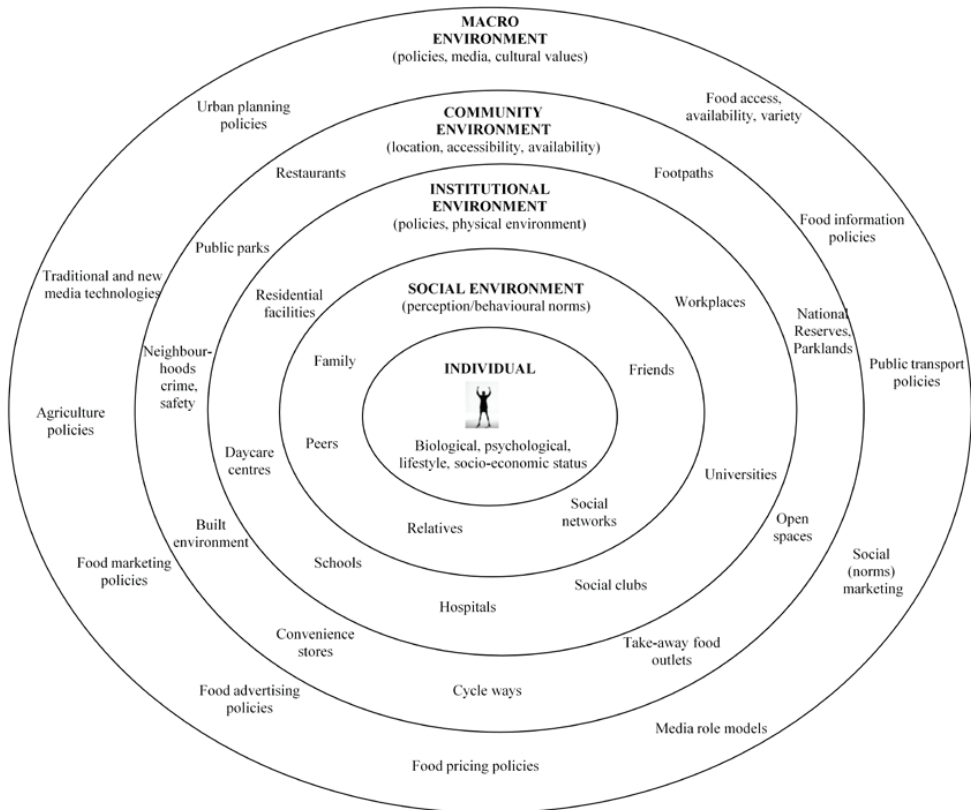 MACRO
ENVIRONMENT
(policies, media, cultural values)
Urban planning
policies
Food access,
availability, variety
COMMUNITY
ENVIRONMENT
(location, accessibility, availability)
Restaurants
Footpaths
INSTITUTIONAL
ENVIRONMENT
(policies, physical environment)
Food information
policies
Public parks
Traditional and new
media technologies
Residential
facilities
SOCIAL ENVIRONMENT
(perception/behavioural norms)
Workplaces
National
Reserves,
Parklands
Neighbour-
hoods
crime,
safety
Family
INDIVIDUAL
Friends
Public transport
policies
Agriculture
policies
Daycare
centres
Peers
Biological, psychological,
lifestyle, socio-economic status
Universities
Relatives
Social
networks
Built
environment
Open
spaces
Food marketing
policies
Schools
Social clubs
Social
(norms)
marketing
Hospitals
Convenience
stores
Take-away food
outlets
Food advertising
policies
Cycle ways
Media role models
Food pricing policies